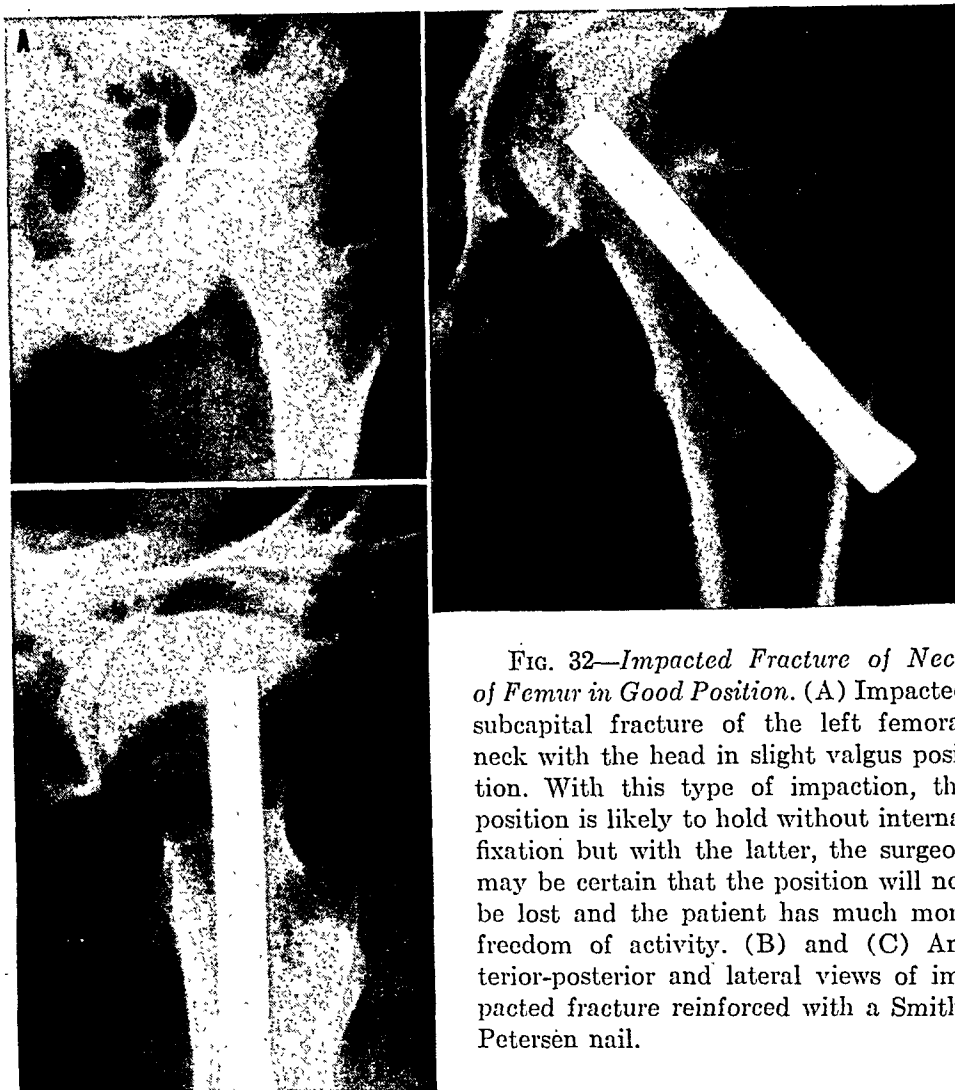 A
FIG. 32—Impacted Fracture of Nec
of Femur in Good Position. (A) Impacte
subcapital fracture of the left femora
neck with the head in slight valgus posi
tion. With this type of impaction, th
position is likely to hold without interna
fixation but with the latter, the surgeo
may be certain that the position will no
be lost and the patient has much mor
freedom of activity. (B) and (C) An
terior-posterior and lateral views of im
pacted fracture reinforced with a Smith
Petersen nail.